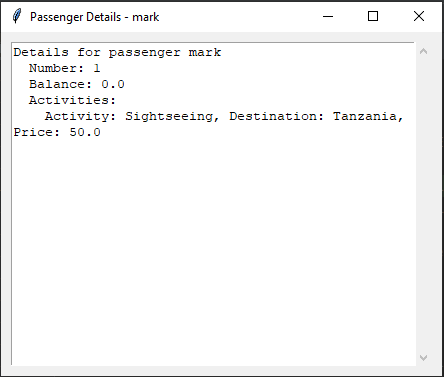 Passenger Details - mark
Details for passenger mark
  Number: 1
  Balance: 0.0
  Activities:
    Activity: Sightseeing, Destination: Tanzania,
Price: 50.0